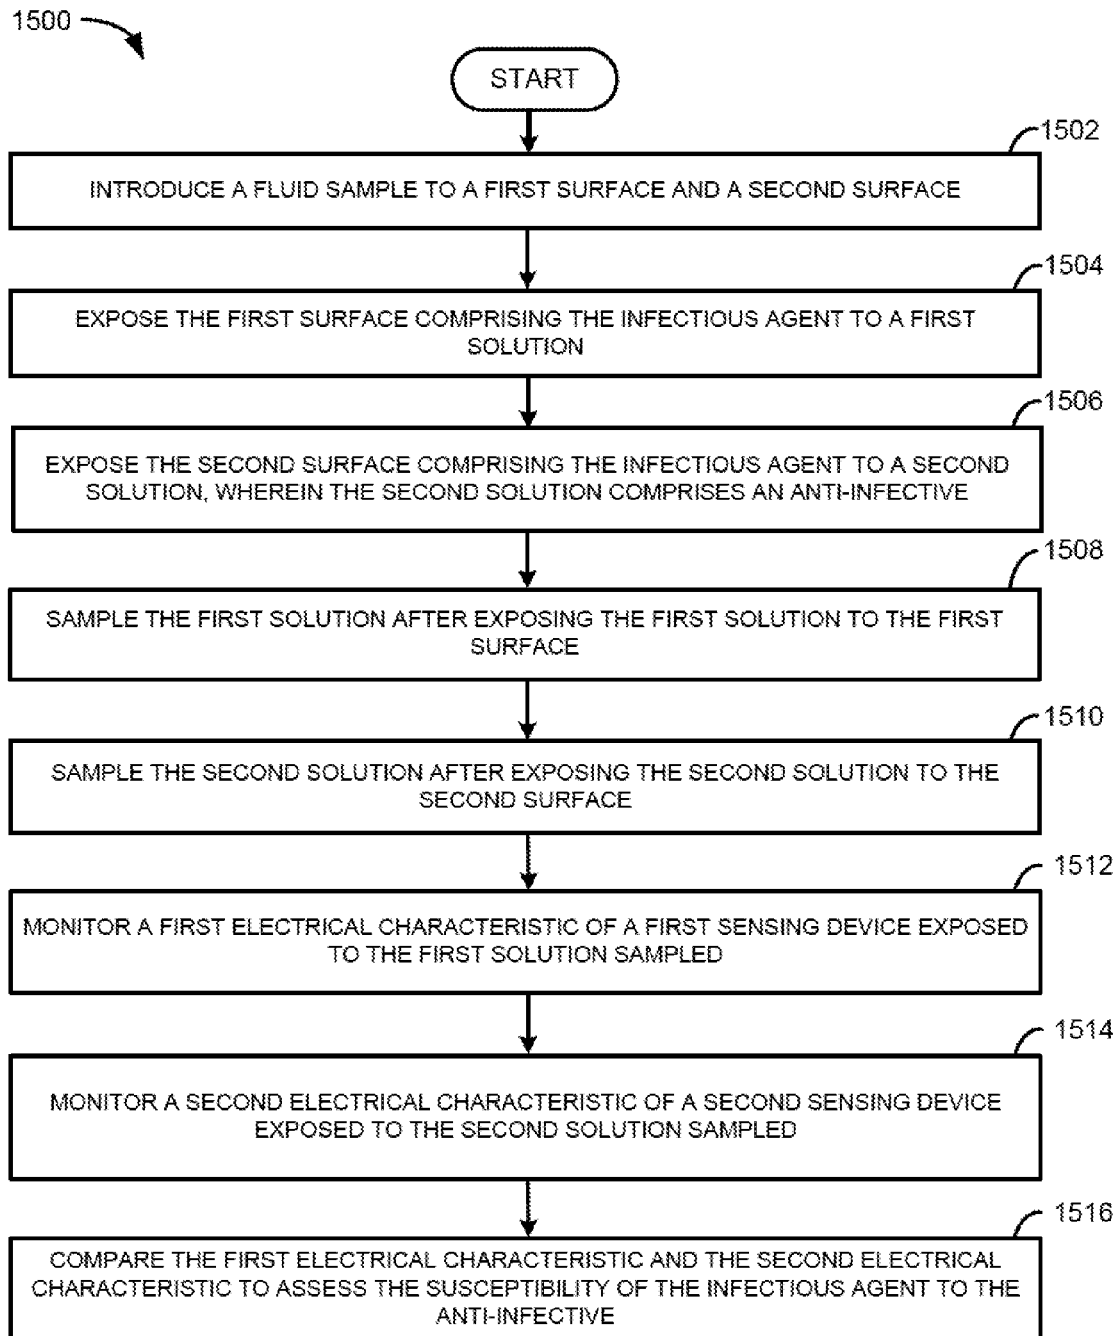 1500
START
1502
INTRODUCE A FLUID SAMPLE TO A FIRST SURFACE AND A SECOND SURFACE
1504
EXPOSE THE FIRST SURFACE COMPRISING THE INFECTIOUS AGENT TO A FIRST
SOLUTION
1506
EXPOSE THE SECOND SURFACE COMPRISING THE INFECTIOUS AGENT TO A SECOND
SOLUTION, WHEREIN THE SECOND SOLUTION COMPRISES AN ANTI-INFECTIVE
1508
SAMPLE THE FIRST SOLUTION AFTER EXPOSING THE FIRST SOLUTION TO THE FIRST
SURFACE
1510
SAMPLE THE SECOND SOLUTION AFTER EXPOSING THE SECOND SOLUTION TO THE
SECOND SURFACE
1512
MONITOR A FIRST ELECTRICAL CHARACTERISTIC OF A FIRST SENSING DEVICE EXPOSED
TO THE FIRST SOLUTION SAMPLED
1514
MONITOR A SECOND ELECTRICAL CHARACTERISTIC OF A SECOND SENSING DEVICE
EXPOSED TO THE SECOND SOLUTION SAMPLED
1516
COMPARE THE FIRST ELECTRICAL CHARACTERISTIC AND THE SECOND ELECTRICAL
CHARACTERISTIC TO ASSESS THE SUSCEPTIBILITY OF THE INFECTIOUS AGENT TO THE
ANTI-INFECTIVE